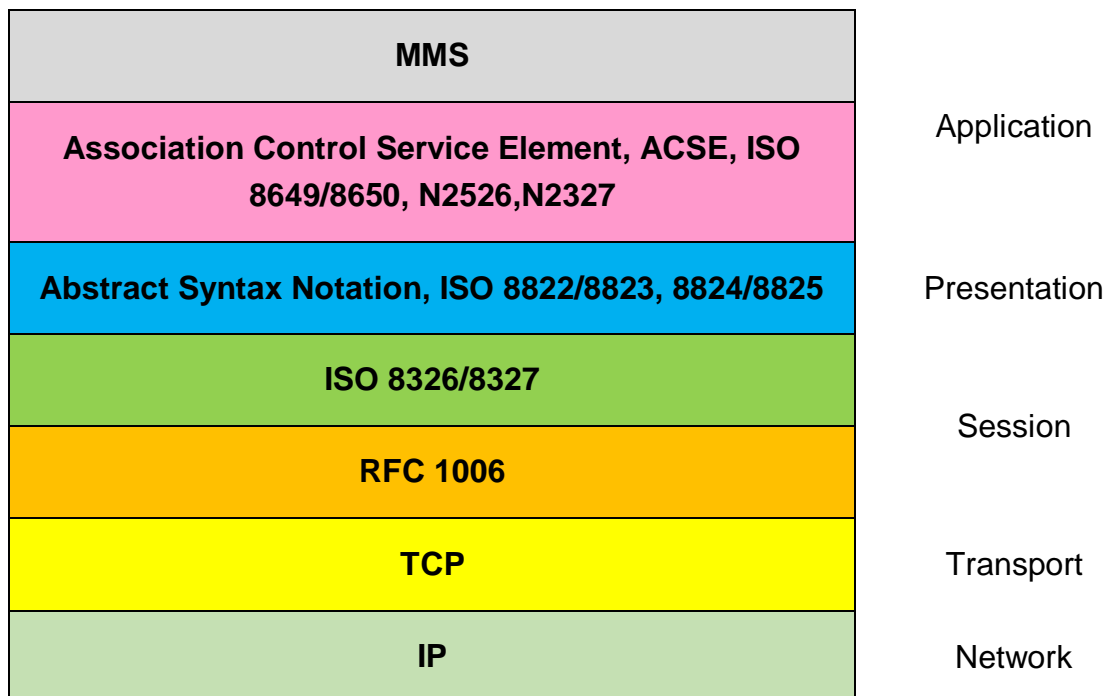 MMS
Application
Association Control Service Element, ACSE, ISO
8649/8650, N2526,N2327
Abstract Syntax Notation, ISO 8822/8823, 8824/8825
Presentation
ISO 8326/8327
Session
RFC 1006
TCP
Transport
IP
Network